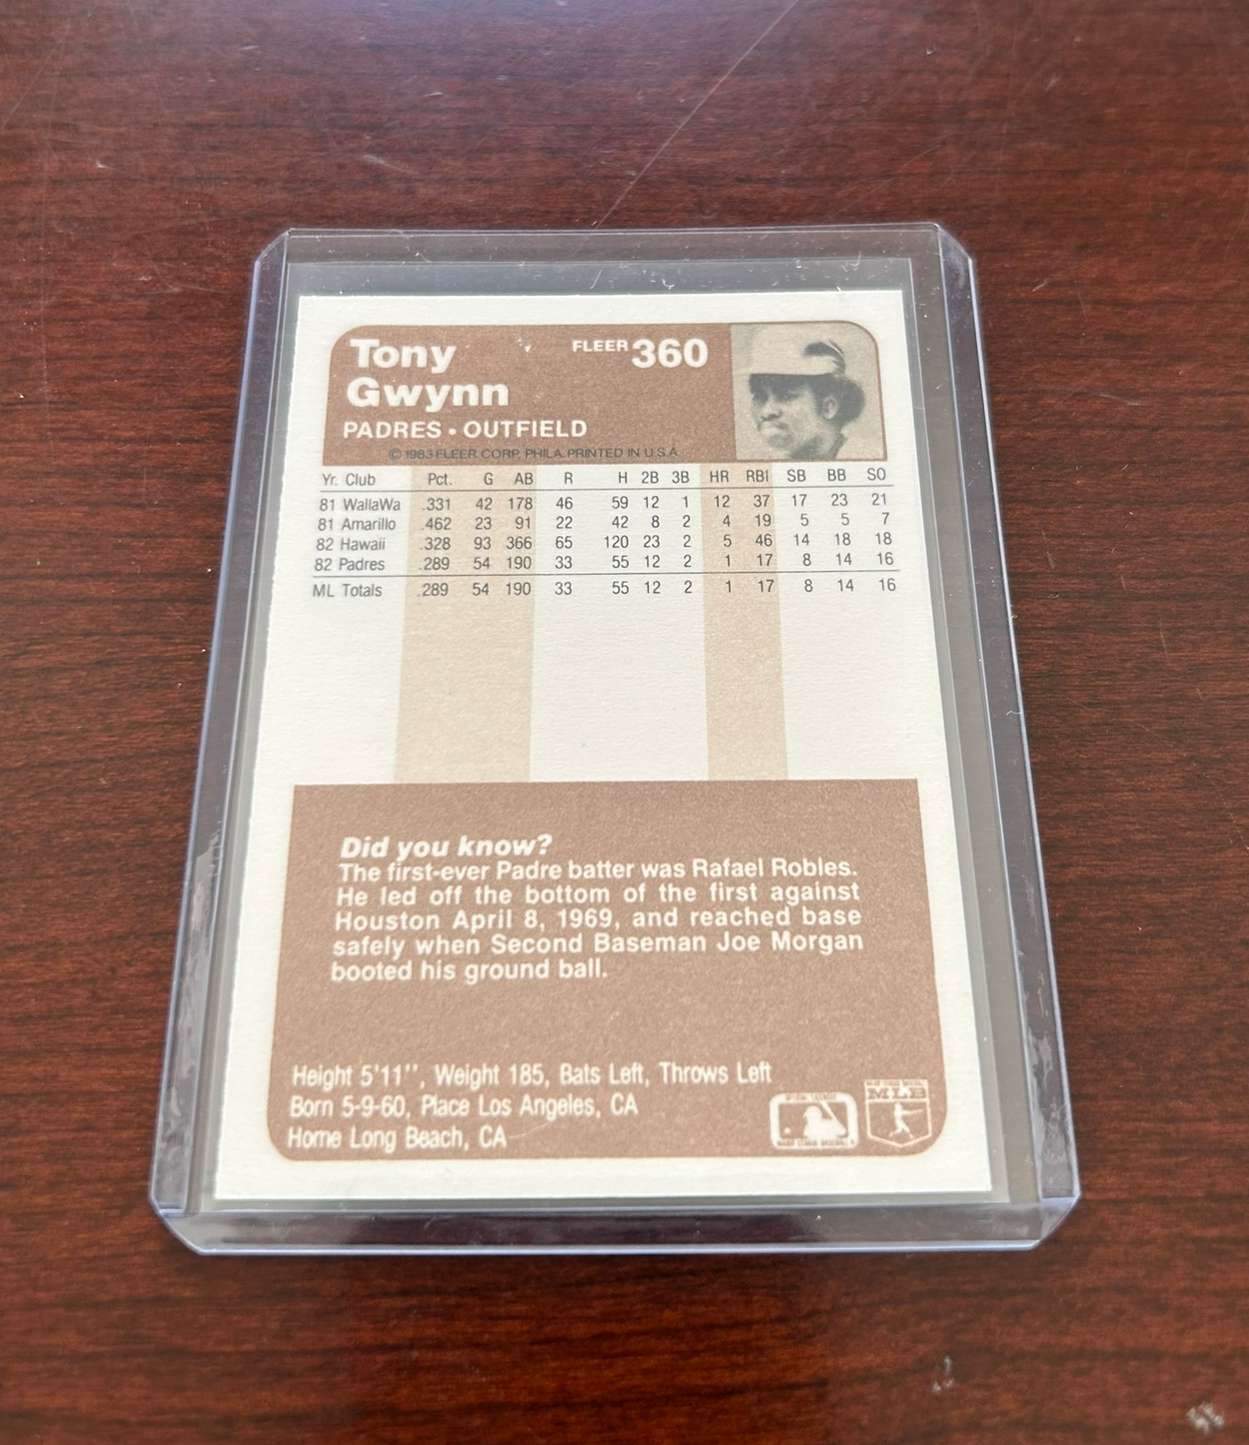 Tony
Gwynn
FLEER 360
PADRES • OUTFIELD
© 1983 FLEER CORP. PHILA. PRINTED IN U.S.A.
Yr. Club Pct. G AB R H 2B 3B HR RBI SB BB SO
81 WallaWa .331 42 178 46 59 12 1 12 37 17 23 21
81 Amarillo .462 23 91 22 42 8 2 4 19 5 5 7
82 Hawaii .328 93 366 65 120 23 2 5 46 14 18 18
82 Padres .289 54 190 33 55 12 2 1 17 8 14 16
ML Totals .289 54 190 33 55 12 2 1 17 8 14 16
Did you know?
The first-ever Padre batter was Rafael Robles.
He led off the bottom of the first against
Houston April 8, 1969, and reached base
safely when Second Baseman Joe Morgan
booted his ground ball.
Height 5'11", Weight 185, Bats Left, Throws Left
Born 5-9-60, Place Los Angeles, CA
Home Long Beach, CA
MLB